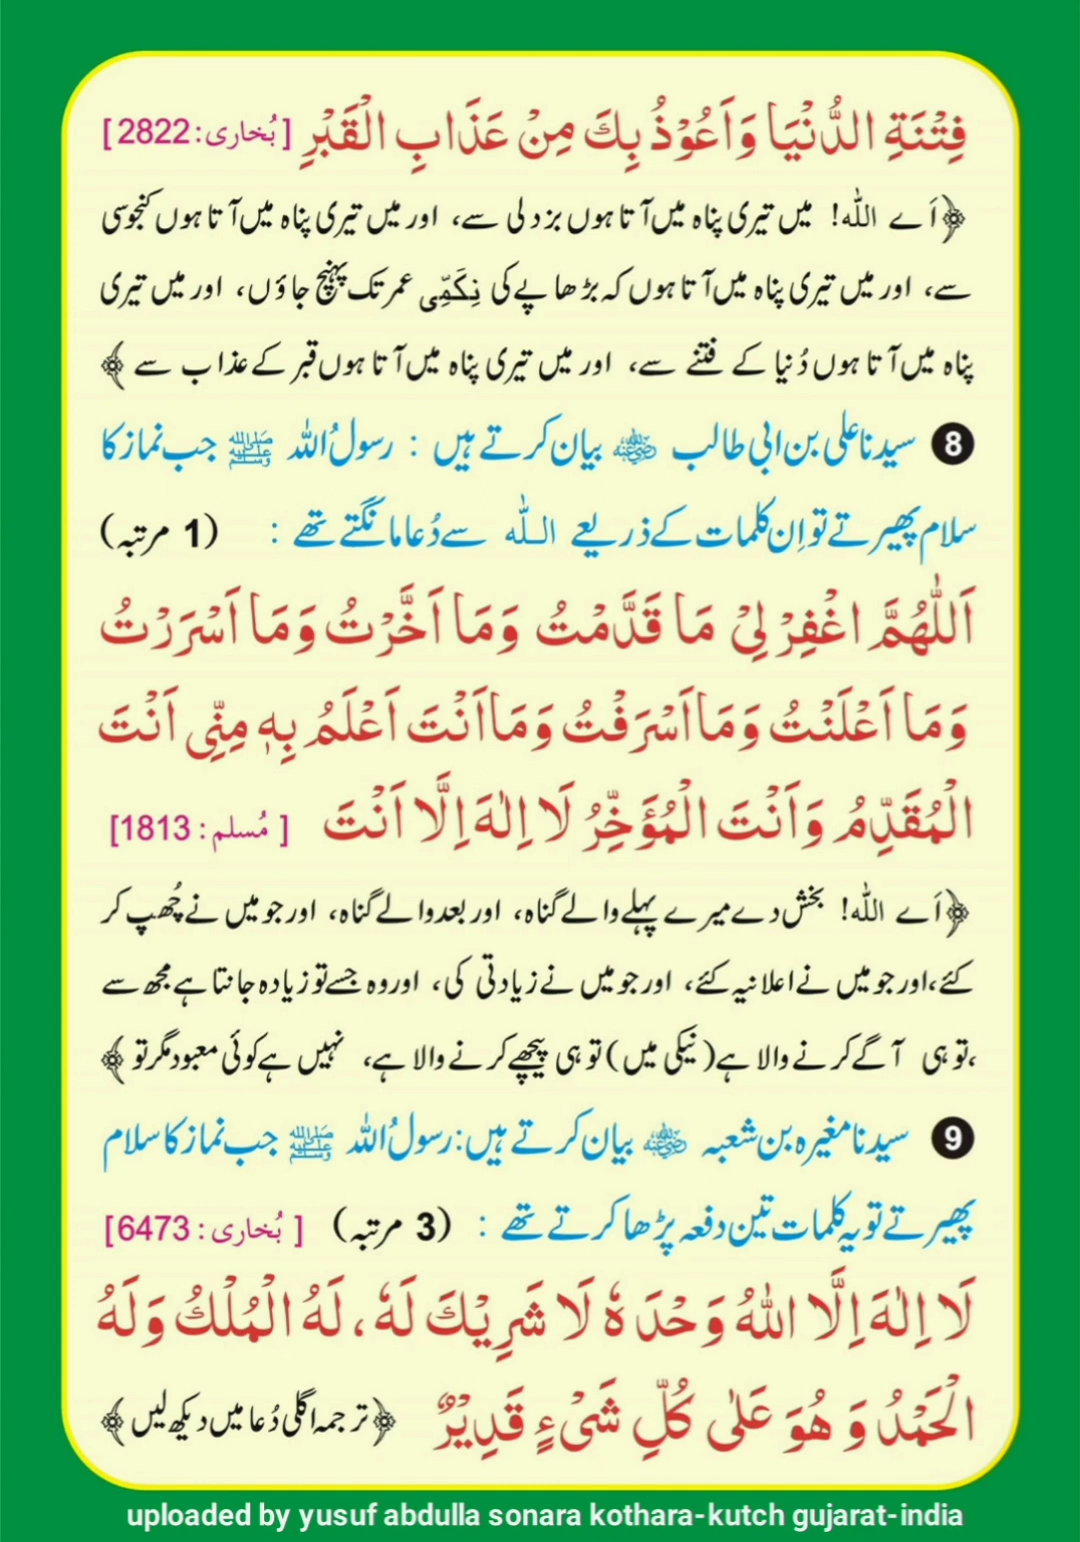 فِتْنَةِ الدُّنْيَا وَاَعُوْذُ بِكَ مِنْ عَذَابِ الْقَبْرِ [ بُخاری : 2822]
﴿اَے اللّٰہ! میں تیری پناہ میں آتا ہوں بزدلی سے، اور میں تیری پناہ میں آتا ہوں کنجوسی
سے، اور میں تیری پناہ میں آتا ہوں کہ بڑھاپے کی نِکَمِّی عمر تک پہنچ جاؤں، اور میں تیری
پناہ میں آتا ہوں دُنیا کے فتنے سے، اور میں تیری پناہ میں آتا ہوں قبر کے عذاب سے ﴾
8 سیدنا علی بن ابی طالب رضی اللہ عنہ بیان کرتے ہیں : رسولُ اللہ ﷺ جب نماز کا
سلام پھیرتے تو اِن کلمات کے ذریعے اللّٰہ سے دُعا مانگتے تھے : (1 مرتبہ)
اَللّٰهُمَّ اغْفِرْ لِيْ مَا قَدَّمْتُ وَمَا اَخَّرْتُ وَمَا اَسْرَرْتُ
وَمَا اَعْلَنْتُ وَمَا اَسْرَفْتُ وَمَا اَنْتَ اَعْلَمُ بِهٖ مِنِّي اَنْتَ
الْمُقَدِّمُ وَاَنْتَ الْمُؤَخِّرُ لَا اِلٰهَ اِلَّا اَنْتَ [ مُسلم : 1813]
﴿اَے اللّٰہ! بخش دے میرے پہلے والے گناہ، اور بعد والے گناہ، اور جو میں نے چُھپ کر
کئے،اور جو میں نے اعلانیہ کئے، اور جو میں نے زیادتی کی، اور وہ جسے تو زیادہ جانتا ہے مجھ سے
،تو ہی آگے کرنے والا ہے(نیکی میں) تو ہی پیچھے کرنے والا ہے، نہیں ہے کوئی معبود مگر تو ﴾
9 سیدنا مغیرہ بن شعبہ رضی اللہ عنہ بیان کرتے ہیں: رسولُ اللہ ﷺ جب نماز کا سلام
پھیرتے تو یہ کلمات تین دفعہ پڑھا کرتے تھے : (3 مرتبہ) [ بُخاری : 6473]
لَا اِلٰهَ اِلَّا اللّٰهُ وَحْدَهٗ لَا شَرِيْكَ لَهٗ، لَهُ الْمُلْكُ وَلَهُ
الْحَمْدُ وَ هُوَ عَلٰى كُلِّ شَيْءٍ قَدِيْرٌ ﴿ترجمہ اگلی دُعا میں دیکھ لیں ﴾
uploaded by yusuf abdulla sonara kothara-kutch gujarat-india